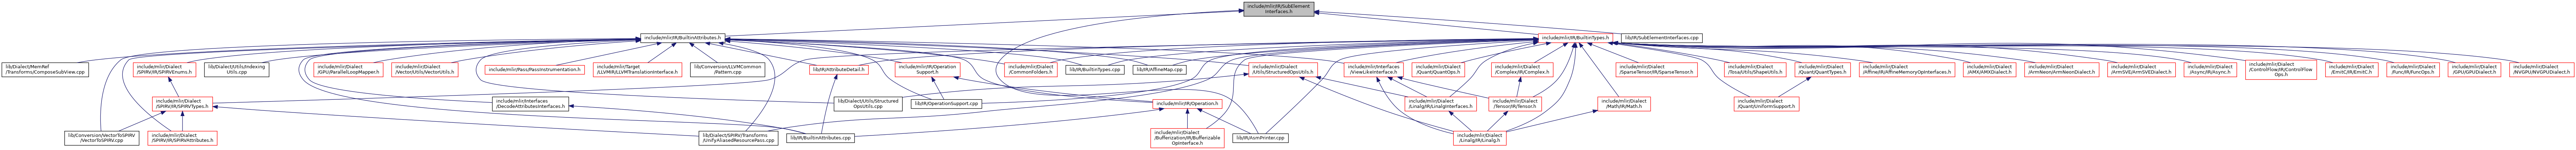 include/mlir/IR/SubElement
Interfaces.h
include/mlir/IR/BuiltinAttributes.h
include/mlir/IR/BuiltinTypes.h
lib/IR/SubElementInterfaces.cpp
lib/Dialect/MemRef
/Transforms/ComposeSubView.cpp
include/mlir/Dialect
/SPIRV/IR/SPIRVEnums.h
lib/Dialect/Utils/Indexing
Utils.cpp
include/mlir/Dialect
/GPU/ParallelLoopMapper.h
include/mlir/Dialect
/Vector/Utils/VectorUtils.h
include/mlir/Pass/PassInstrumentation.h
include/mlir/Target
/LLVMIR/LLVMTranslationInterface.h
lib/Conversion/LLVMCommon
/Pattern.cpp
lib/IR/AttributeDetail.h
include/mlir/IR/Operation
Support.h
include/mlir/Dialect
/CommonFolders.h
lib/IR/BuiltinTypes.cpp
lib/IR/AffineMap.cpp
include/mlir/Dialect
/Utils/StructuredOpsUtils.h
include/mlir/Interfaces
/ViewLikeInterface.h
include/mlir/Dialect
/Quant/QuantOps.h
include/mlir/Dialect
/Complex/IR/Complex.h
include/mlir/Dialect
/SparseTensor/IR/SparseTensor.h
include/mlir/Dialect
/Tosa/Utils/ShapeUtils.h
include/mlir/Dialect
/Quant/QuantTypes.h
include/mlir/Dialect
/Affine/IR/AffineMemoryOpInterfaces.h
include/mlir/Dialect
/AMX/AMXDialect.h
include/mlir/Dialect
/ArmNeon/ArmNeonDialect.h
include/mlir/Dialect
/ArmSVE/ArmSVEDialect.h
include/mlir/Dialect
/Async/IR/Async.h
include/mlir/Dialect
/ControlFlow/IR/ControlFlow
Ops.h
include/mlir/Dialect
/EmitC/IR/EmitC.h
include/mlir/Dialect
/Func/IR/FuncOps.h
include/mlir/Dialect
/GPU/GPUDialect.h
include/mlir/Dialect
/NVGPU/NVGPUDialect.h
include/mlir/Dialect
/SPIRV/IR/SPIRVTypes.h
include/mlir/Interfaces
/DecodeAttributesInterfaces.h
lib/Dialect/Utils/Structured
OpsUtils.cpp
lib/IR/OperationSupport.cpp
include/mlir/IR/Operation.h
include/mlir/Dialect
/Linalg/IR/LinalgInterfaces.h
include/mlir/Dialect
/Tensor/IR/Tensor.h
include/mlir/Dialect
/Math/IR/Math.h
include/mlir/Dialect
/Quant/UniformSupport.h
lib/Conversion/VectorToSPIRV
/VectorToSPIRV.cpp
include/mlir/Dialect
/SPIRV/IR/SPIRVAttributes.h
lib/Dialect/SPIRV/Transforms
/UnifyAliasedResourcePass.cpp
lib/IR/BuiltinAttributes.cpp
include/mlir/Dialect
/Bufferization/IR/Bufferizable
OpInterface.h
lib/IR/AsmPrinter.cpp
include/mlir/Dialect
/Linalg/IR/Linalg.h